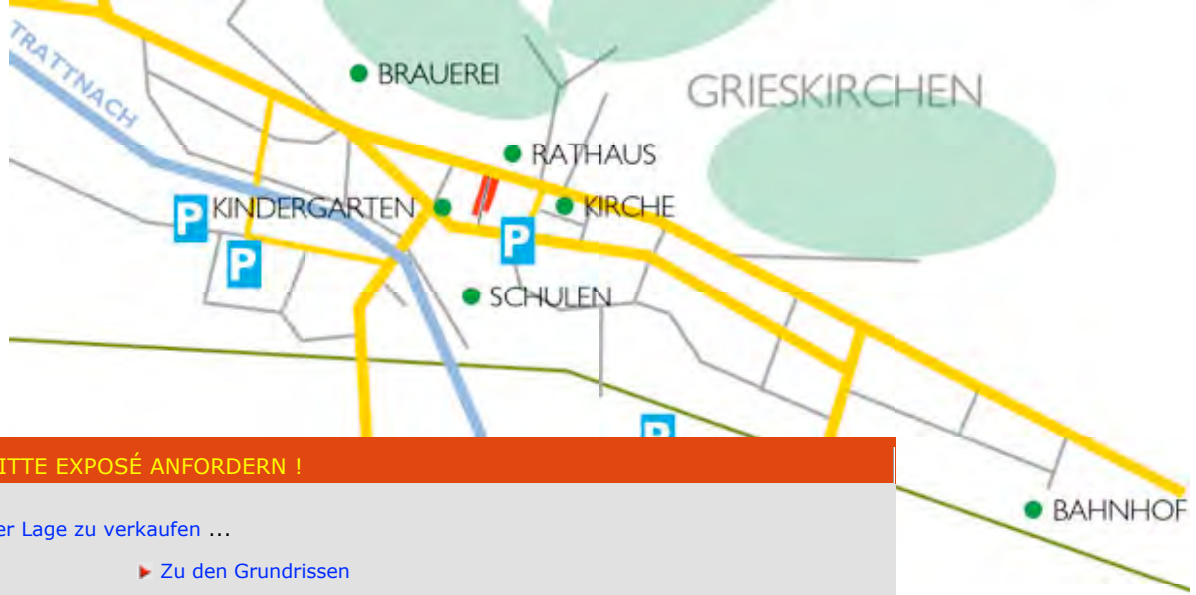 TRATTNACH
BRAUEREI
GRIESKIRCHEN
RATHAUS
P
KINDERGARTEN
KIRCHE
P
P
SCHULEN
P
ITTE EXPOSÉ ANFORDERN !
BAHNHOF
er Lage zu verkaufen ...
Zu den Grundrissen